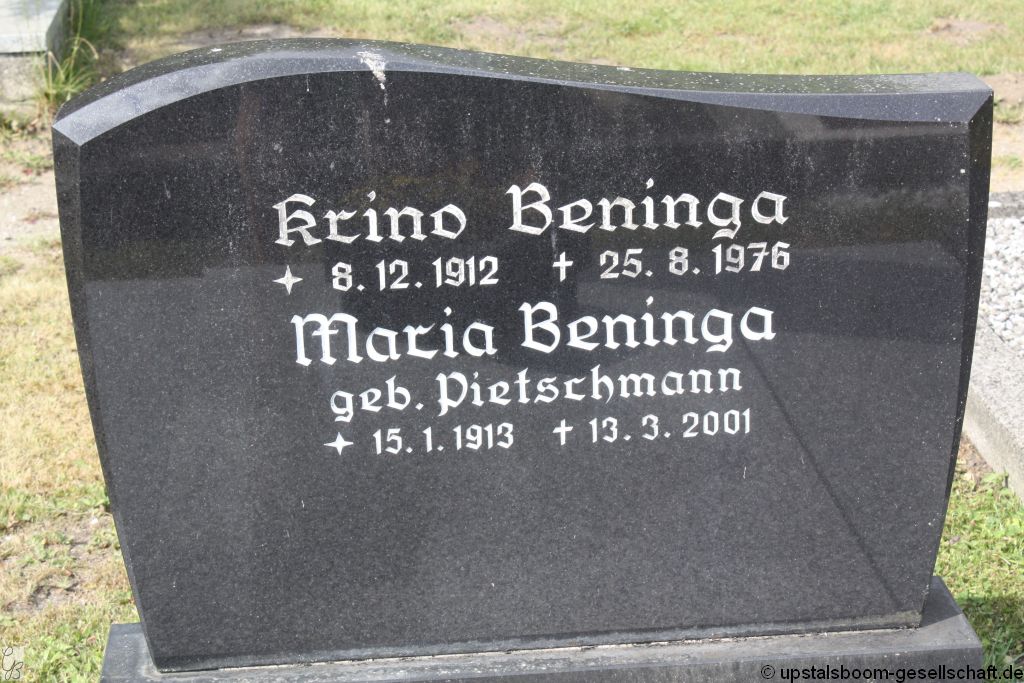 Krino Beninga
✦ 8. 12. 1912 ✝ 25. 8. 1976
Maria Beninga
geb. Pietschmann
✦ 15. 1. 1913 ✝ 13. 3. 2001
© upstalsboom-gesellschaft.de